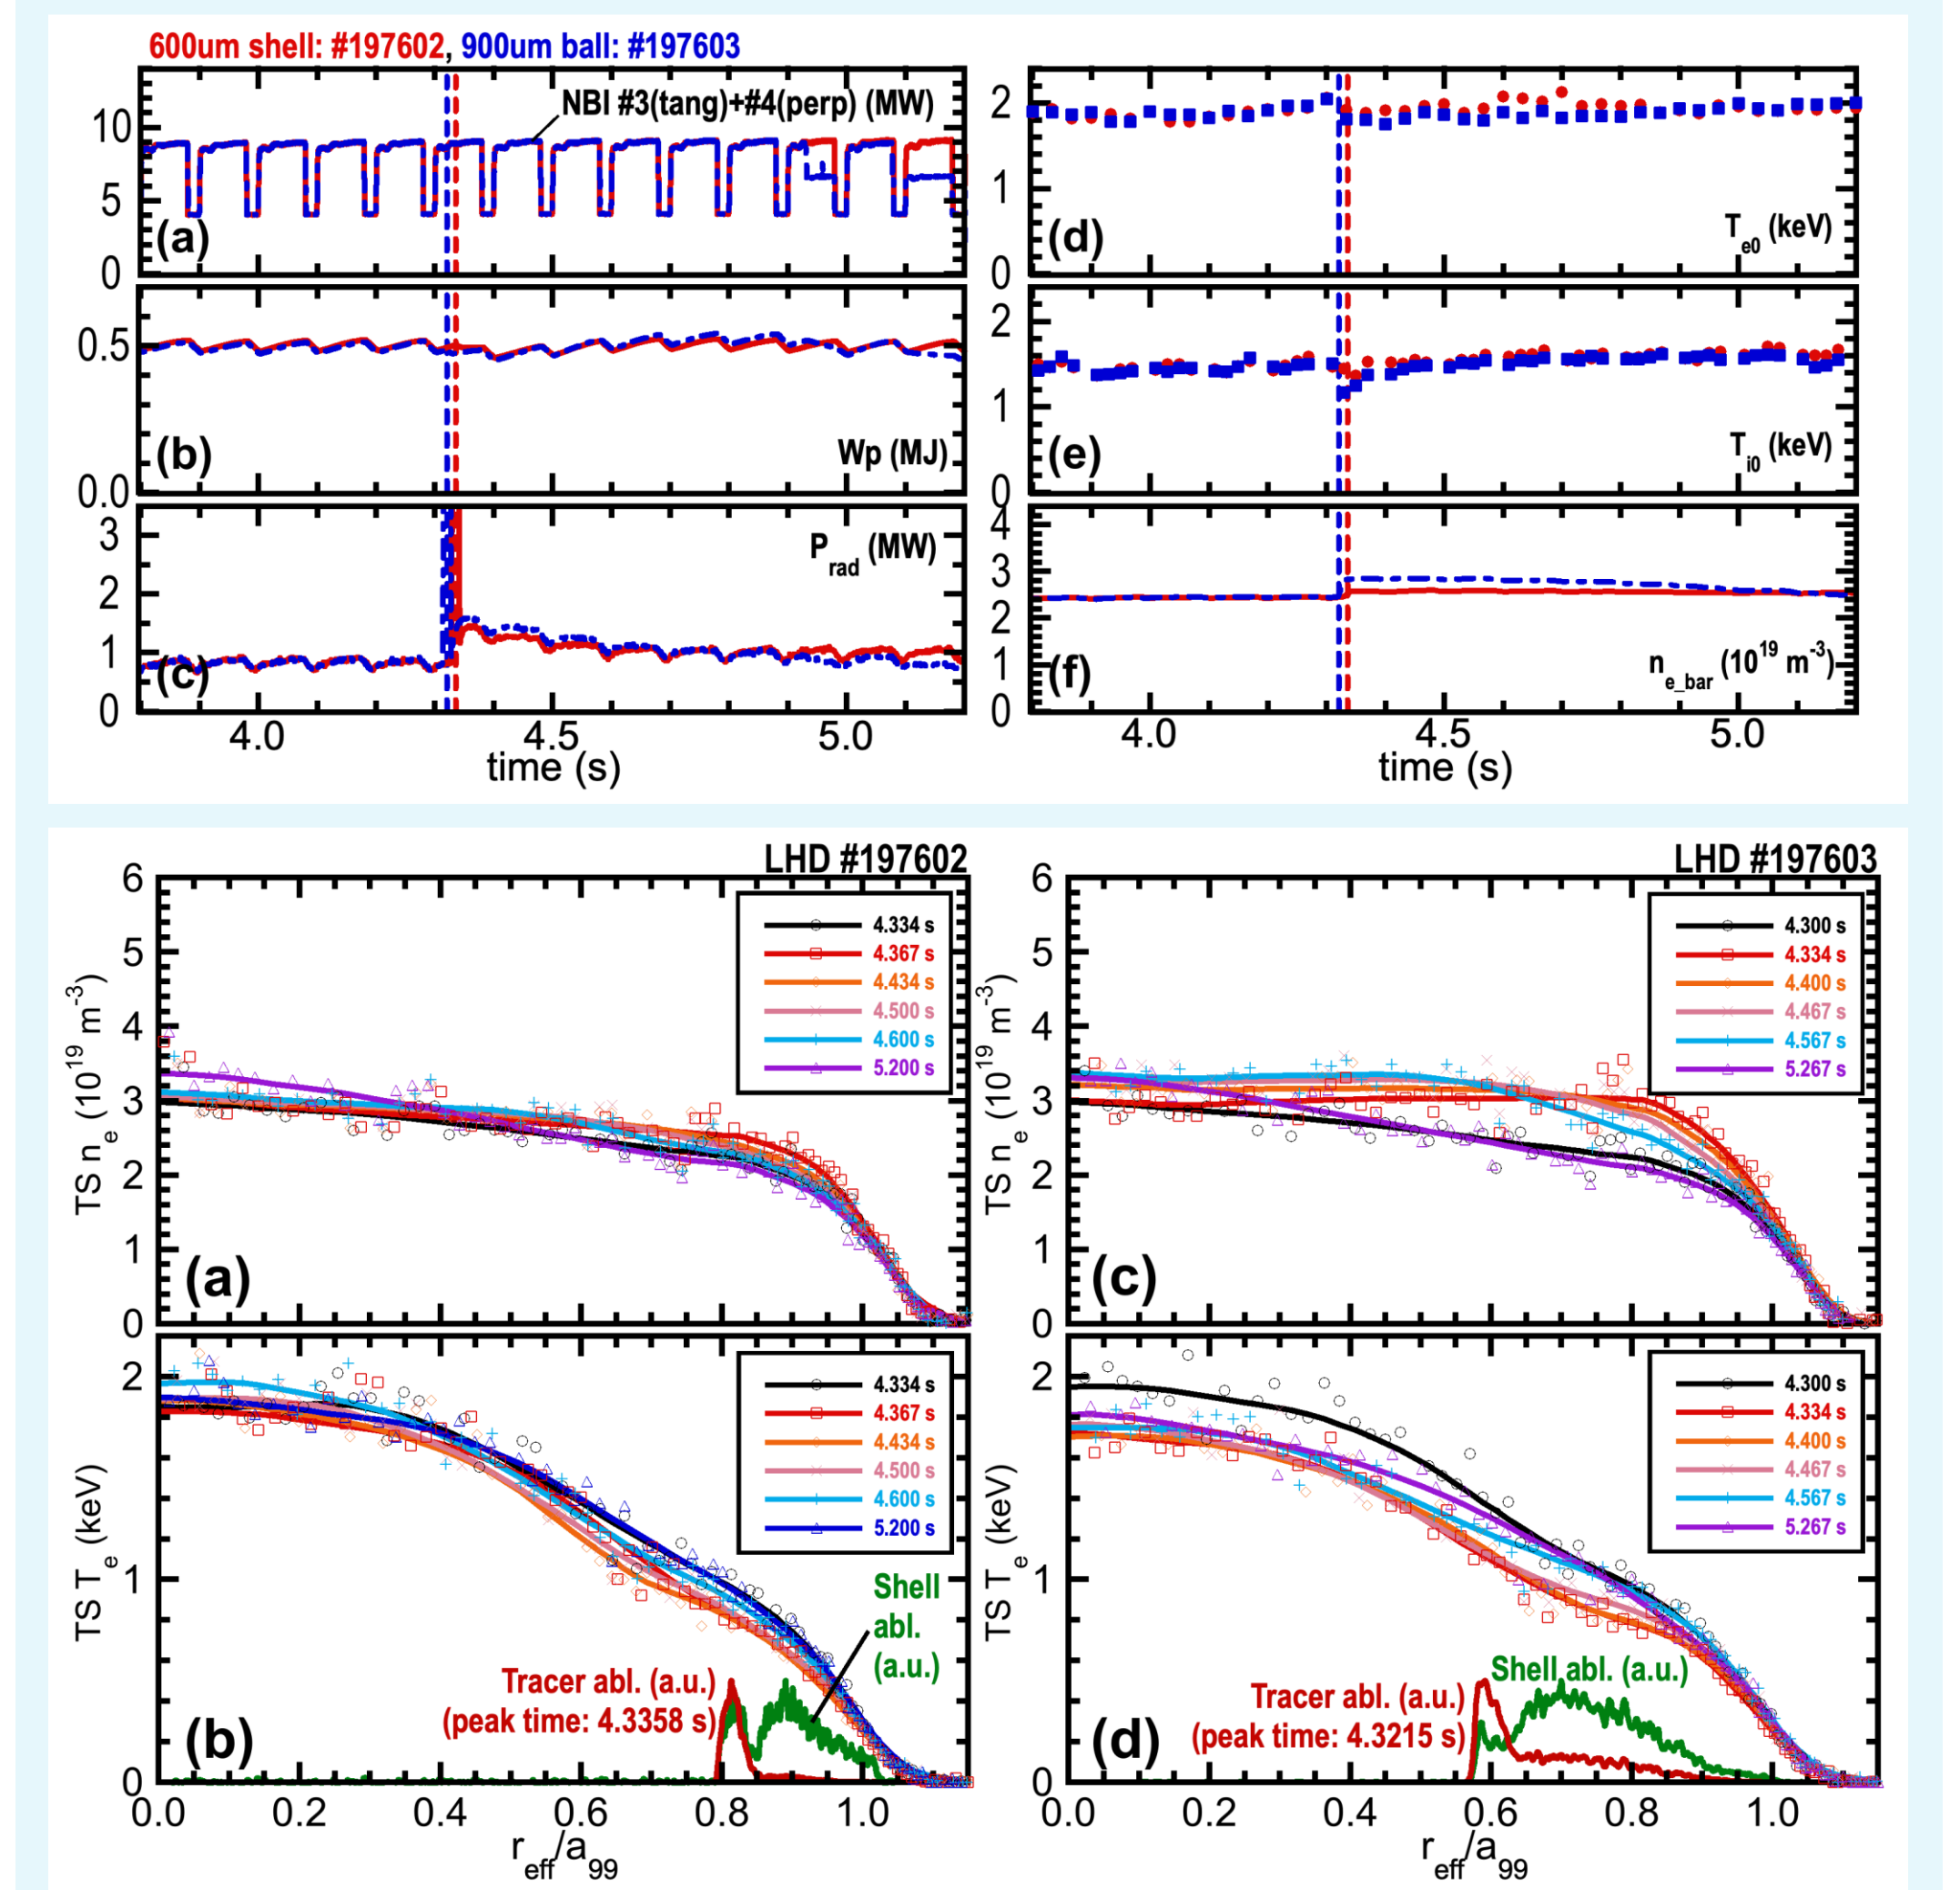 600um shell: #197602, 900um ball: #197603
NBI #3(tang)+#4(perp) (MW)
10
5
0
(a)
0.5
0.0
(b)
Wp (MJ)
3
2
1
0
(c)
P_rad (MW)
4.0 4.5 5.0
time (s)
2
1
0
(d)
T_e0 (keV)
2
1
0
(e)
T_i0 (keV)
4
3
2
1
0
(f)
n_e_bar (10^19 m^-3)
4.0 4.5 5.0
time (s)
LHD #197602
6
5
4
3
2
1
0
TS n_e (10^19 m^-3)
4.334 s
4.367 s
4.434 s
4.500 s
4.600 s
5.200 s
(a)
2
1
0
TS T_e (keV)
4.334 s
4.367 s
4.434 s
4.500 s
4.600 s
5.200 s
Shell
abl.
(a.u.)
Tracer abl. (a.u.)
(peak time: 4.3358 s)
(b)
0.0 0.2 0.4 0.6 0.8 1.0
r_eff/a_99
LHD #197603
6
5
4
3
2
1
0
TS n_e (10^19 m^-3)
4.300 s
4.334 s
4.400 s
4.467 s
4.567 s
5.267 s
(c)
2
1
0
TS T_e (keV)
4.300 s
4.334 s
4.400 s
4.467 s
4.567 s
5.267 s
Shell abl. (a.u.)
Tracer abl. (a.u.)
(peak time: 4.3215 s)
(d)
0.0 0.2 0.4 0.6 0.8 1.0
r_eff/a_99